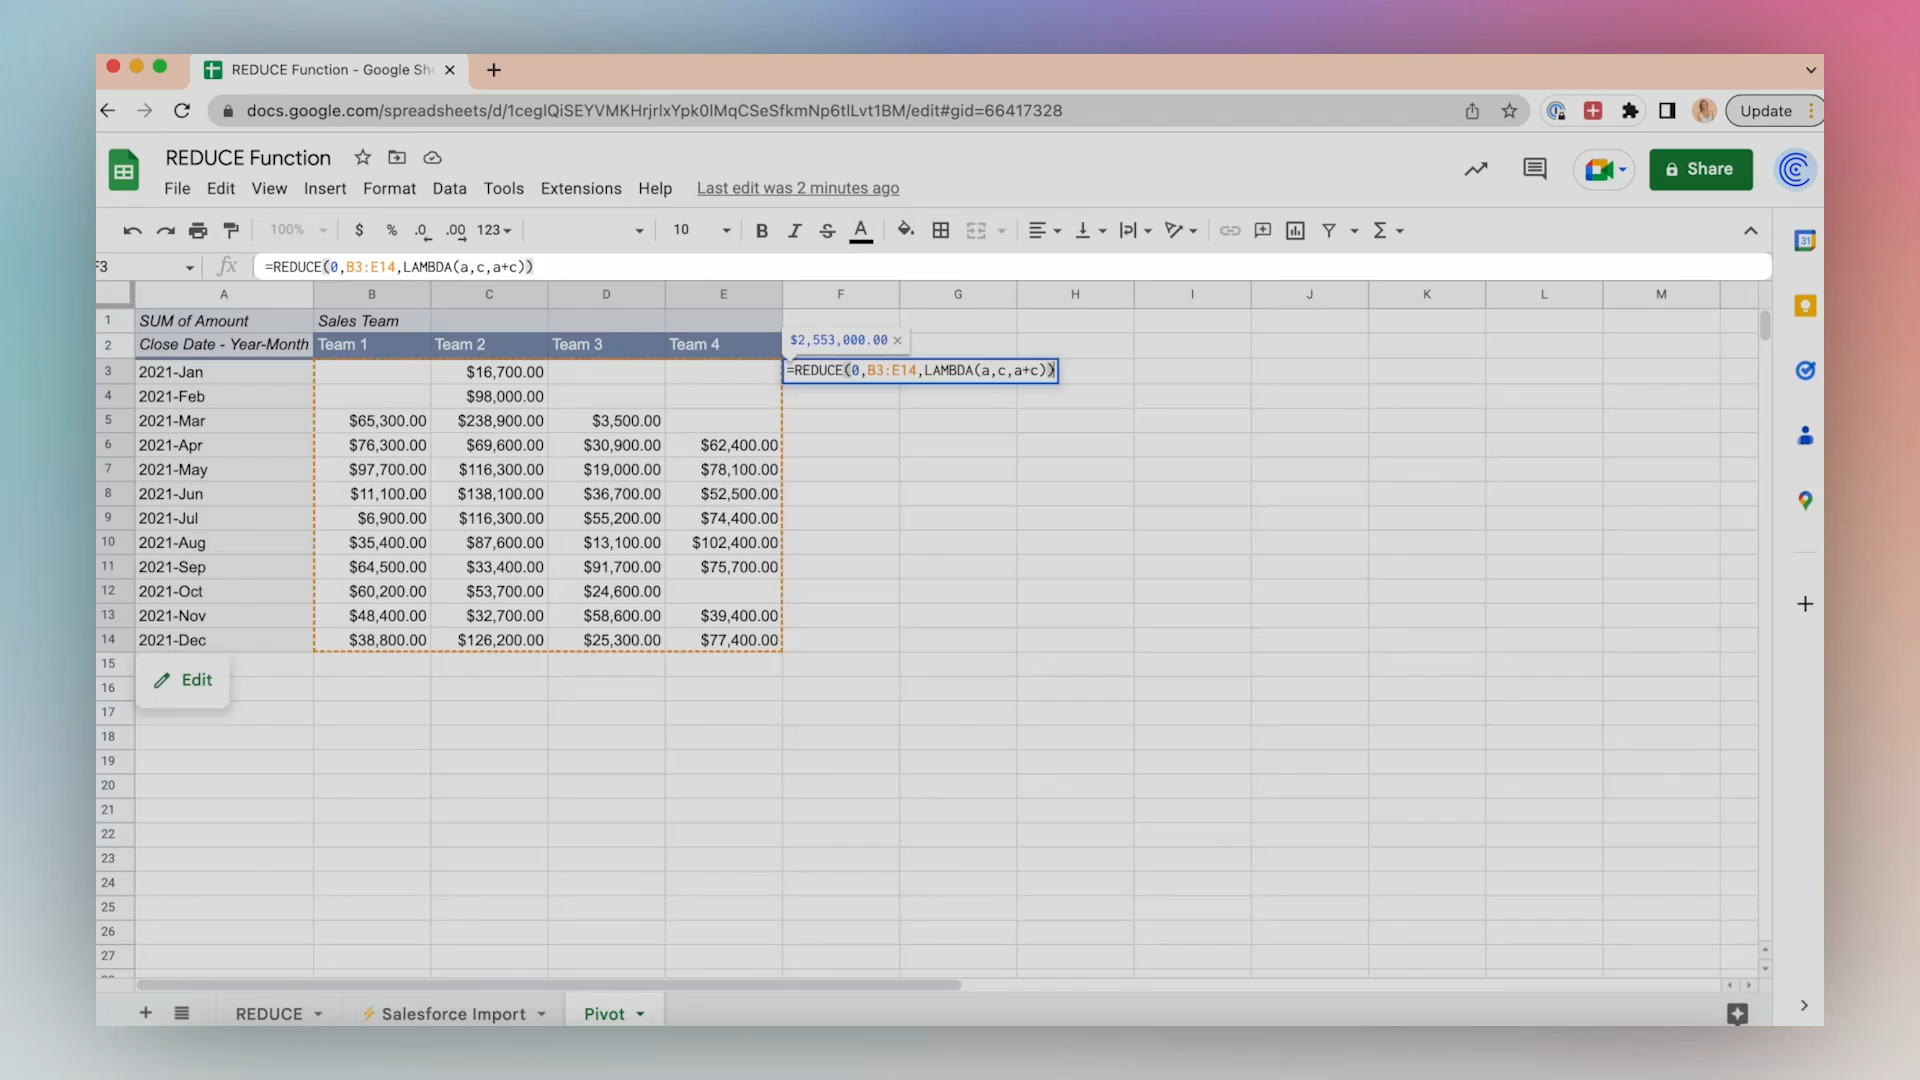 REDUCE Function - Google She
docs.google.com/spreadsheets/d/1ceglQiSEYVMKHrjrlxYpk0lMqCSeSfkmNp6tlLvt1BM/edit#gid=66417328
Update
REDUCE Function
File Edit View Insert Format Data Tools Extensions Help Last edit was 2 minutes ago
Share
100% $ % .0 .00 123 10 B I S A Σ
31
F3 fx =REDUCE(0,B3:E14,LAMBDA(a,c,a+c))
A B C D E F G H I J K L M
1 SUM of Amount Sales Team
2 Close Date - Year-Month Team 1 Team 2 Team 3 Team 4
$2,553,000.00 ×
3 2021-Jan $16,700.00 =REDUCE(0,B3:E14,LAMBDA(a,c,a+c))
4 2021-Feb $98,000.00
5 2021-Mar $65,300.00 $238,900.00 $3,500.00
6 2021-Apr $76,300.00 $69,600.00 $30,900.00 $62,400.00
7 2021-May $97,700.00 $116,300.00 $19,000.00 $78,100.00
8 2021-Jun $11,100.00 $138,100.00 $36,700.00 $52,500.00
9 2021-Jul $6,900.00 $116,300.00 $55,200.00 $74,400.00
10 2021-Aug $35,400.00 $87,600.00 $13,100.00 $102,400.00
11 2021-Sep $64,500.00 $33,400.00 $91,700.00 $75,700.00
12 2021-Oct $60,200.00 $53,700.00 $24,600.00
13 2021-Nov $48,400.00 $32,700.00 $58,600.00 $39,400.00
14 2021-Dec $38,800.00 $126,200.00 $25,300.00 $77,400.00
15
Edit
16
17
18
19
20
21
22
23
24
25
26
27
REDUCE Salesforce Import Pivot